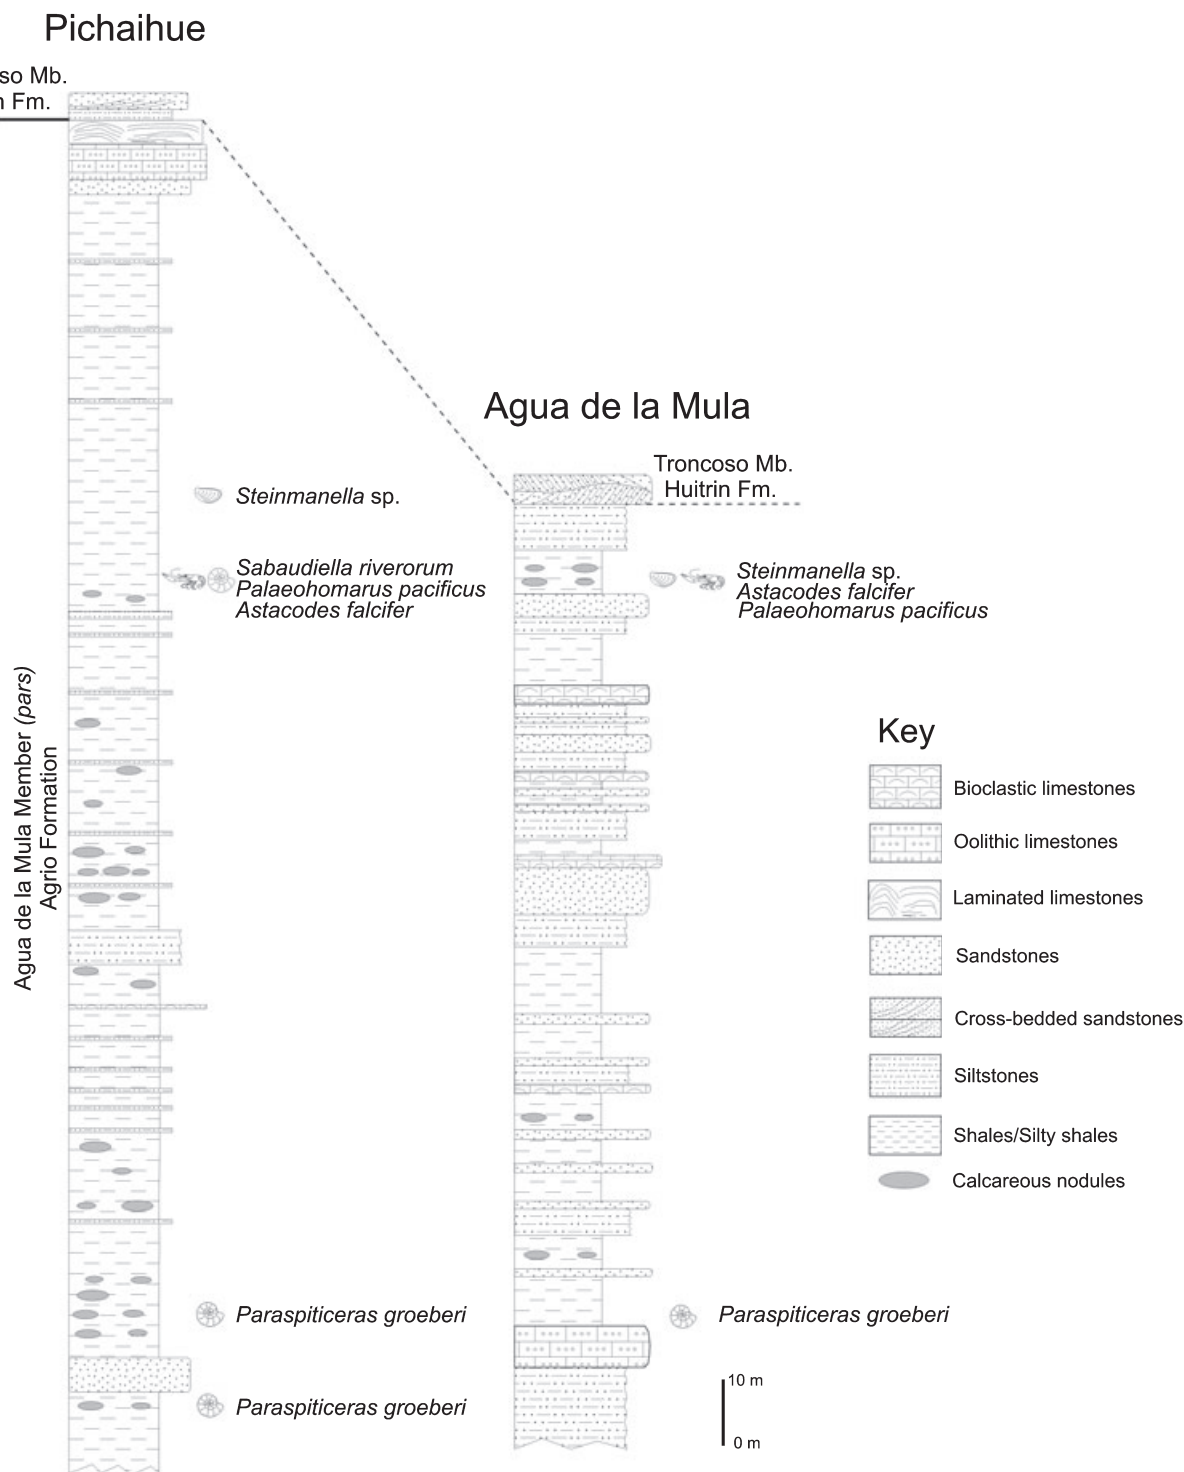 Pichaihue
so Mb.
Fm.
Steinmanella sp.
Sabaudiella riverorum
Palaeohomarus pacificus
Astacodes falcifer
Agua de la Mula Member (pars)
Agrio Formation
Paraspiticeras groeberi
Paraspiticeras groeberi
Agua de la Mula
Troncoso Mb.
Huitrin Fm.
Steinmanella sp.
Astacodes falcifer
Palaeohomarus pacificus
Paraspiticeras groeberi
10 m
0 m
Key
Bioclastic limestones
Oolithic limestones
Laminated limestones
Sandstones
Cross-bedded sandstones
Siltstones
Shales/Silty shales
Calcareous nodules